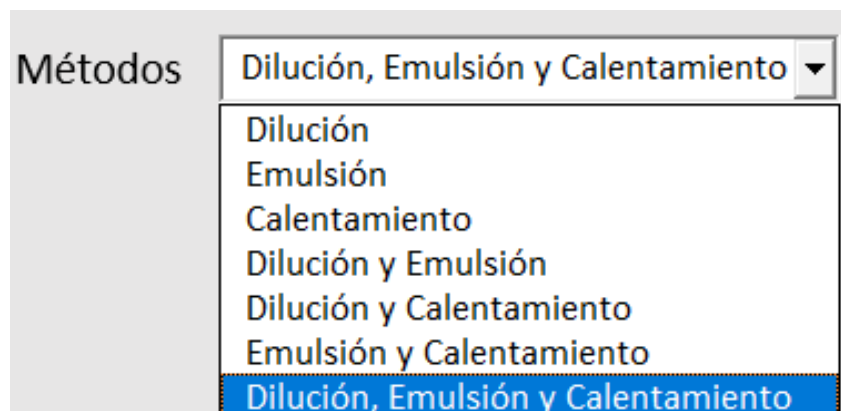 Métodos Dilución, Emulsión y Calentamiento
Dilución
Emulsión
Calentamiento
Dilución y Emulsión
Dilución y Calentamiento
Emulsión y Calentamiento
Dilución, Emulsión y Calentamiento